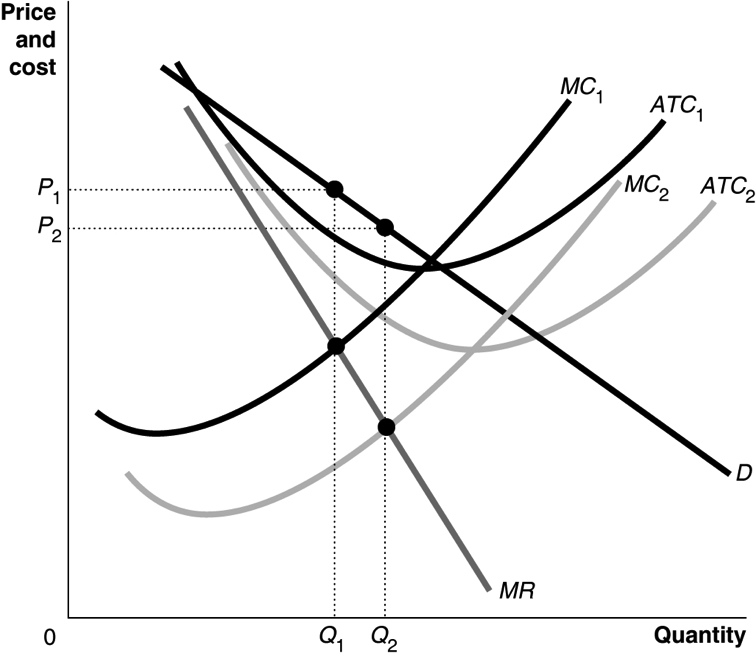 Price
and
cost
MC1
ATC1
MC2
ATC2
P1
P2
D
MR
0
Q1
Q2
Quantity